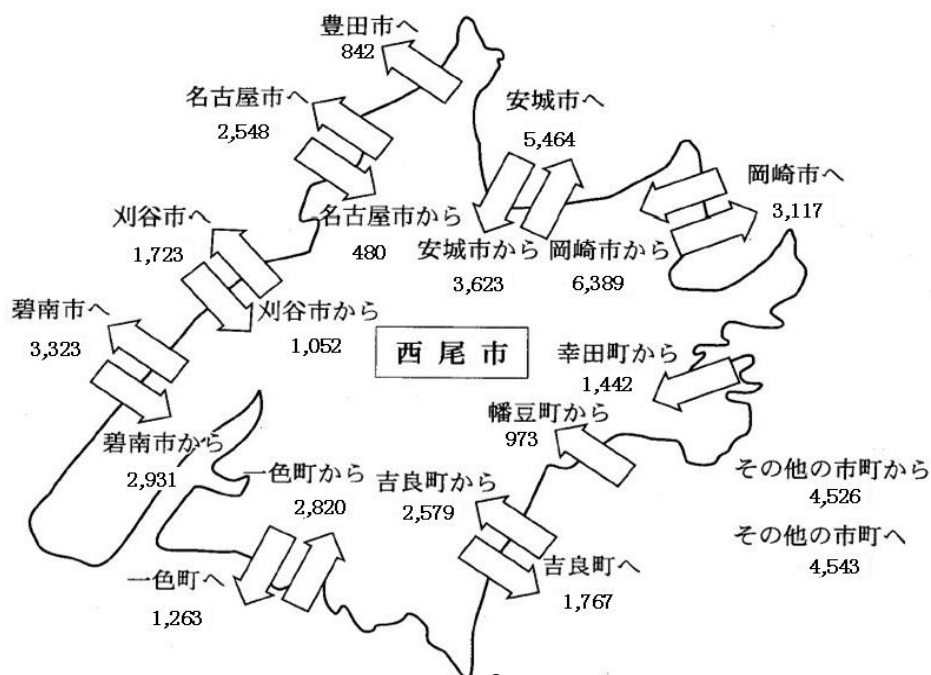 豊田市へ
842
名古屋市へ
2,548
安城市へ
5,464
岡崎市へ
3,117
刈谷市へ
1,723
名古屋市から
480
安城市から
3,623
岡崎市から
6,389
碧南市へ
3,323
刈谷市から
1,052
西尾市
幸田町から
1,442
幡豆町から
973
碧南市から
2,931
一色町から
2,820
吉良町から
2,579
その他の市町から
4,526
その他の市町へ
4,543
一色町へ
1,263
吉良町へ
1,767